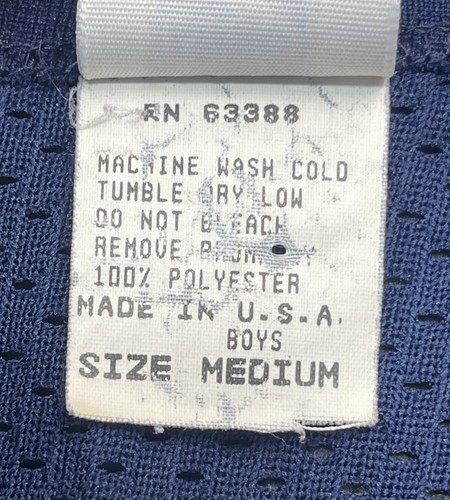 RN 63388
MACHINE WASH COLD
TUMBLE DRY LOW
DO NOT BLEACH
REMOVE PROMPTLY
100% POLYESTER
MADE IN U.S.A.
BOYS
SIZE MEDIUM